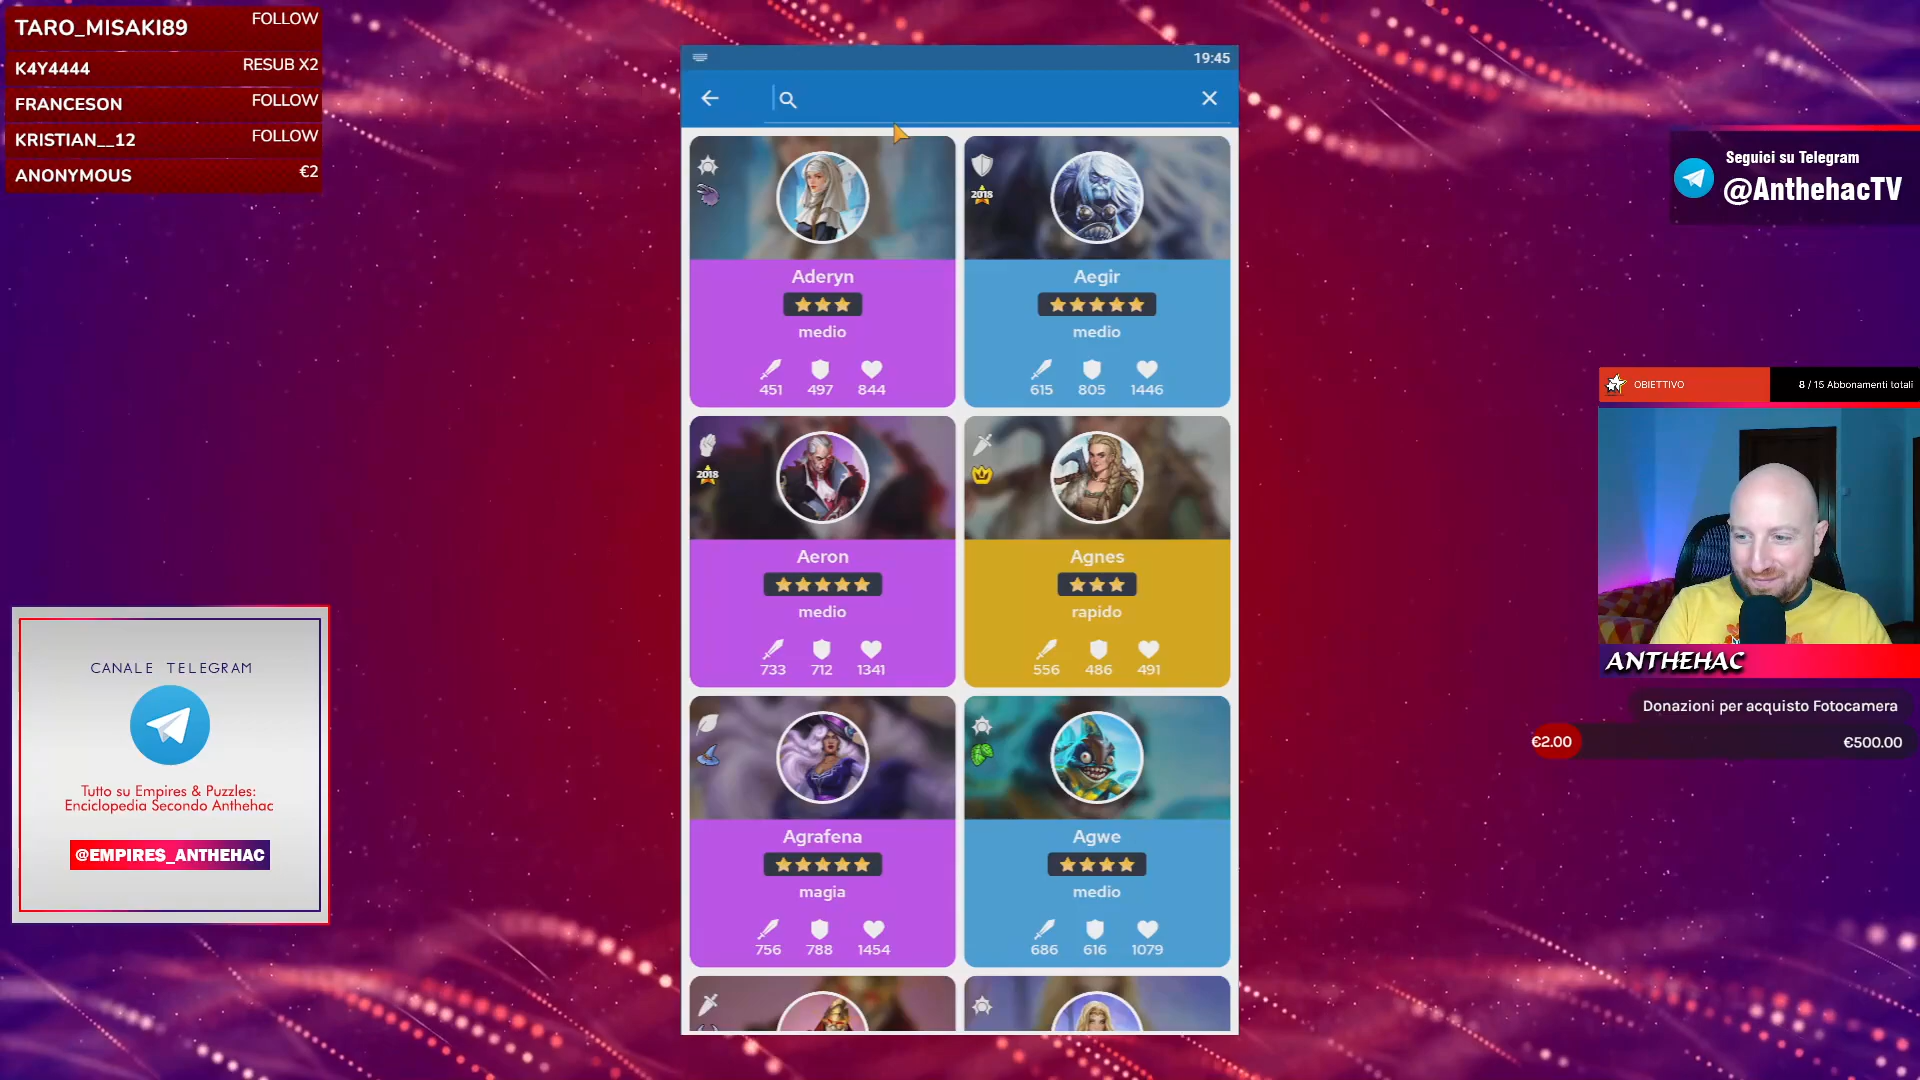 TARO_MISAKI89 FOLLOW
K4Y4444 RESUB X2
FRANCESON FOLLOW
KRISTIAN__12 FOLLOW
ANONYMOUS €2
19:45
Aderyn
medio
451 497 844
2018
Aegir
medio
615 805 1446
2018
Aeron
medio
733 712 1341
Agnes
rapido
556 486 491
Agrafena
magia
756 788 1454
Agwe
medio
686 616 1079
CANALE TELEGRAM
Tutto su Empires & Puzzles:
Enciclopedia Secondo Anthehac
@EMPIRES_ANTHEHAC
Seguici su Telegram
@AnthehacTV
OBIETTIVO 8 / 15 Abbonamenti totali
ANTHEHAC
Donazioni per acquisto Fotocamera
€2.00 €500.00